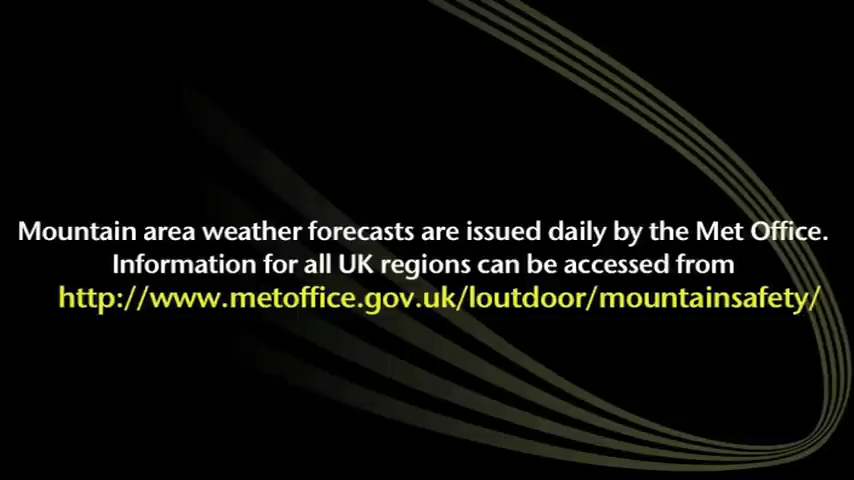 Mountain area weather forecasts are issued daily by the Met Office.
Information for all UK regions can be accessed from
http://www.metoffice.gov.uk/loutdoor/mountainsafety/